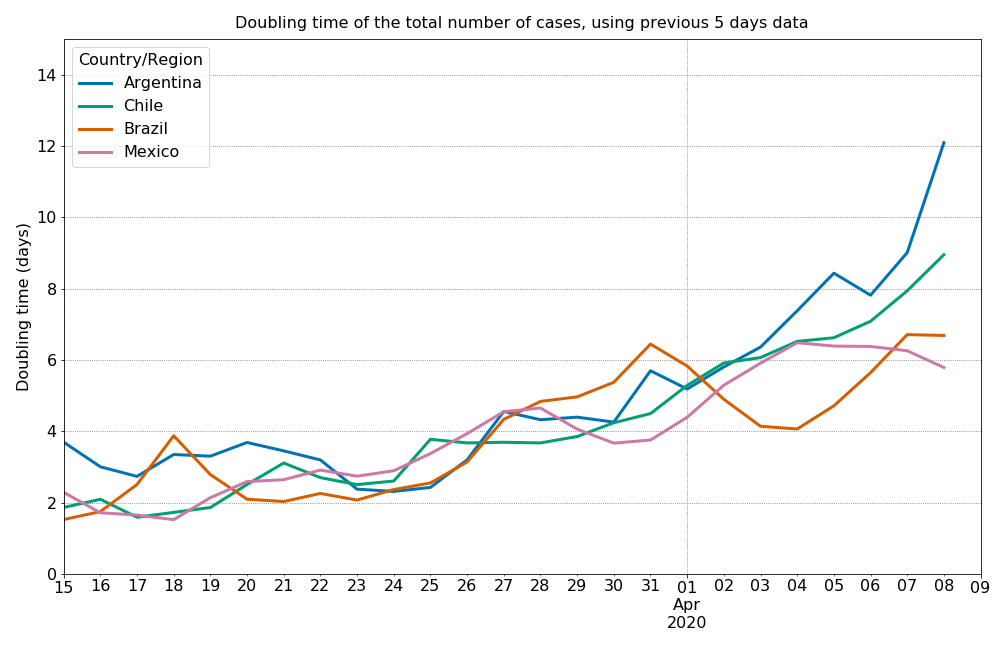 Doubling time of the total number of cases, using previous 5 days data
Country/Region
Argentina
Chile
Brazil
Mexico
Doubling time (days)
14
12
10
8
6
4
2
0
15 16 17 18 19 20 21 22 23 24 25 26 27 28 29 30 31 01 02 03 04 05 06 07 08 09
Apr
2020